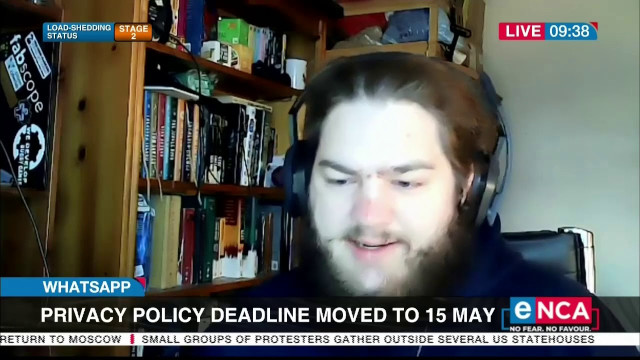 LOAD-SHEDDING
STATUS
STAGE
2
LIVE 09:38
fabscope
WHATSAPP
PRIVACY POLICY DEADLINE MOVED TO 15 MAY
eNCA
NO FEAR. NO FAVOUR.
RETURN TO MOSCOW | SMALL GROUPS OF PROTESTERS GATHER OUTSIDE SEVERAL US STATEHOUSES